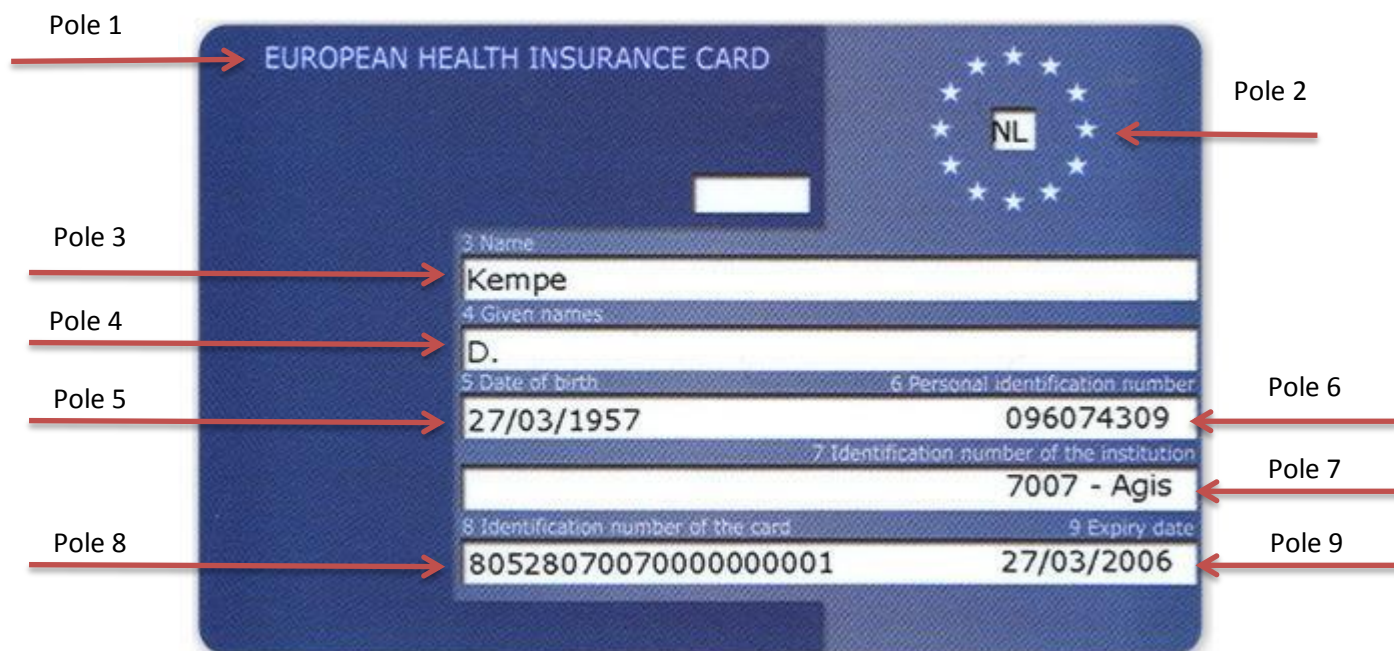 Pole 1
EUROPEAN HEALTH INSURANCE CARD
Pole 2
NL
Pole 3
3 Name
Kempe
Pole 4
4 Given names
D.
Pole 5
5 Date of birth
6 Personal identification number
Pole 6
27/03/1957
096074309
7 Identification number of the institution
Pole 7
7007 - Agis
Pole 8
8 Identification number of the card
9 Expiry date
Pole 9
80528070070000000001
27/03/2006